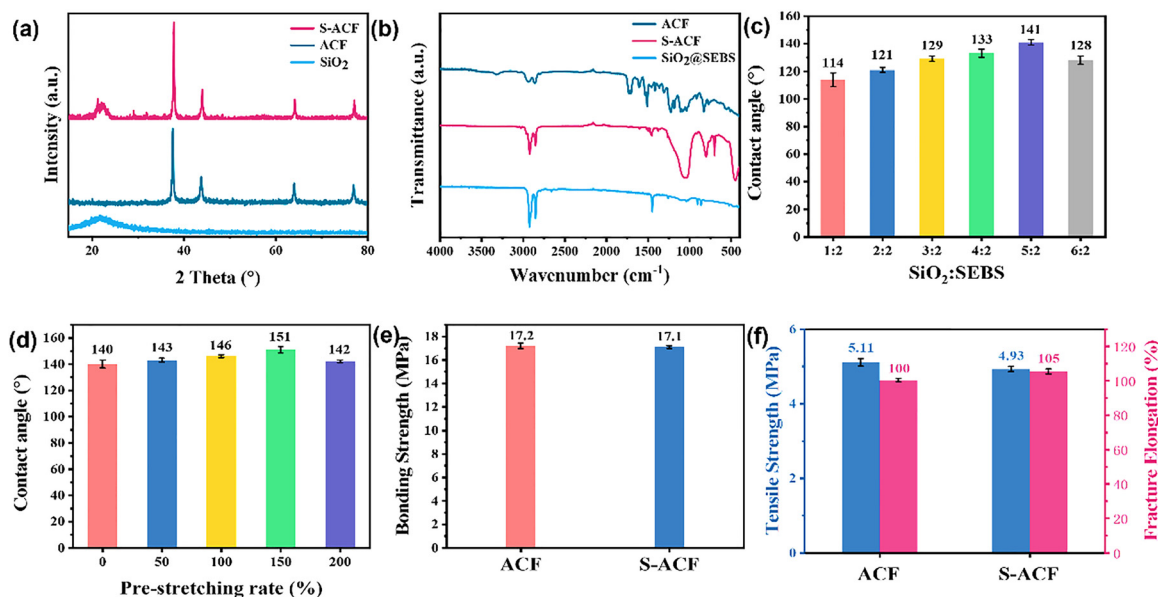 (a)
S-ACF
ACF
SiO2
Intensity (a.u.)
20 40 60 80
2 Theta (°)
(b)
ACF
S-ACF
SiO2@SEBS
Transmittance (a.u.)
4000 3500 3000 2500 2000 1500 1000 500
Wavenumber (cm-1)
(c)
Contact angle (°)
160
140
120
100
80
60
40
20
0
114 121 129 133 141 128
1:2 2:2 3:2 4:2 5:2 6:2
SiO2:SEBS
(d)
Contact angle (°)
160
140
120
100
80
60
40
20
0
140 143 146 151 142
0 50 100 150 200
Pre-stretching rate (%)
(e)
Bonding Strength (MPa)
18
16
14
12
10
8
6
4
2
0
17.2 17.1
ACF S-ACF
(f)
Tensile Strength (MPa)
6
4
2
0
5.11 100 4.93 105
ACF S-ACF
120
100
80
60
40
20
0
Fracture Elongation (%)